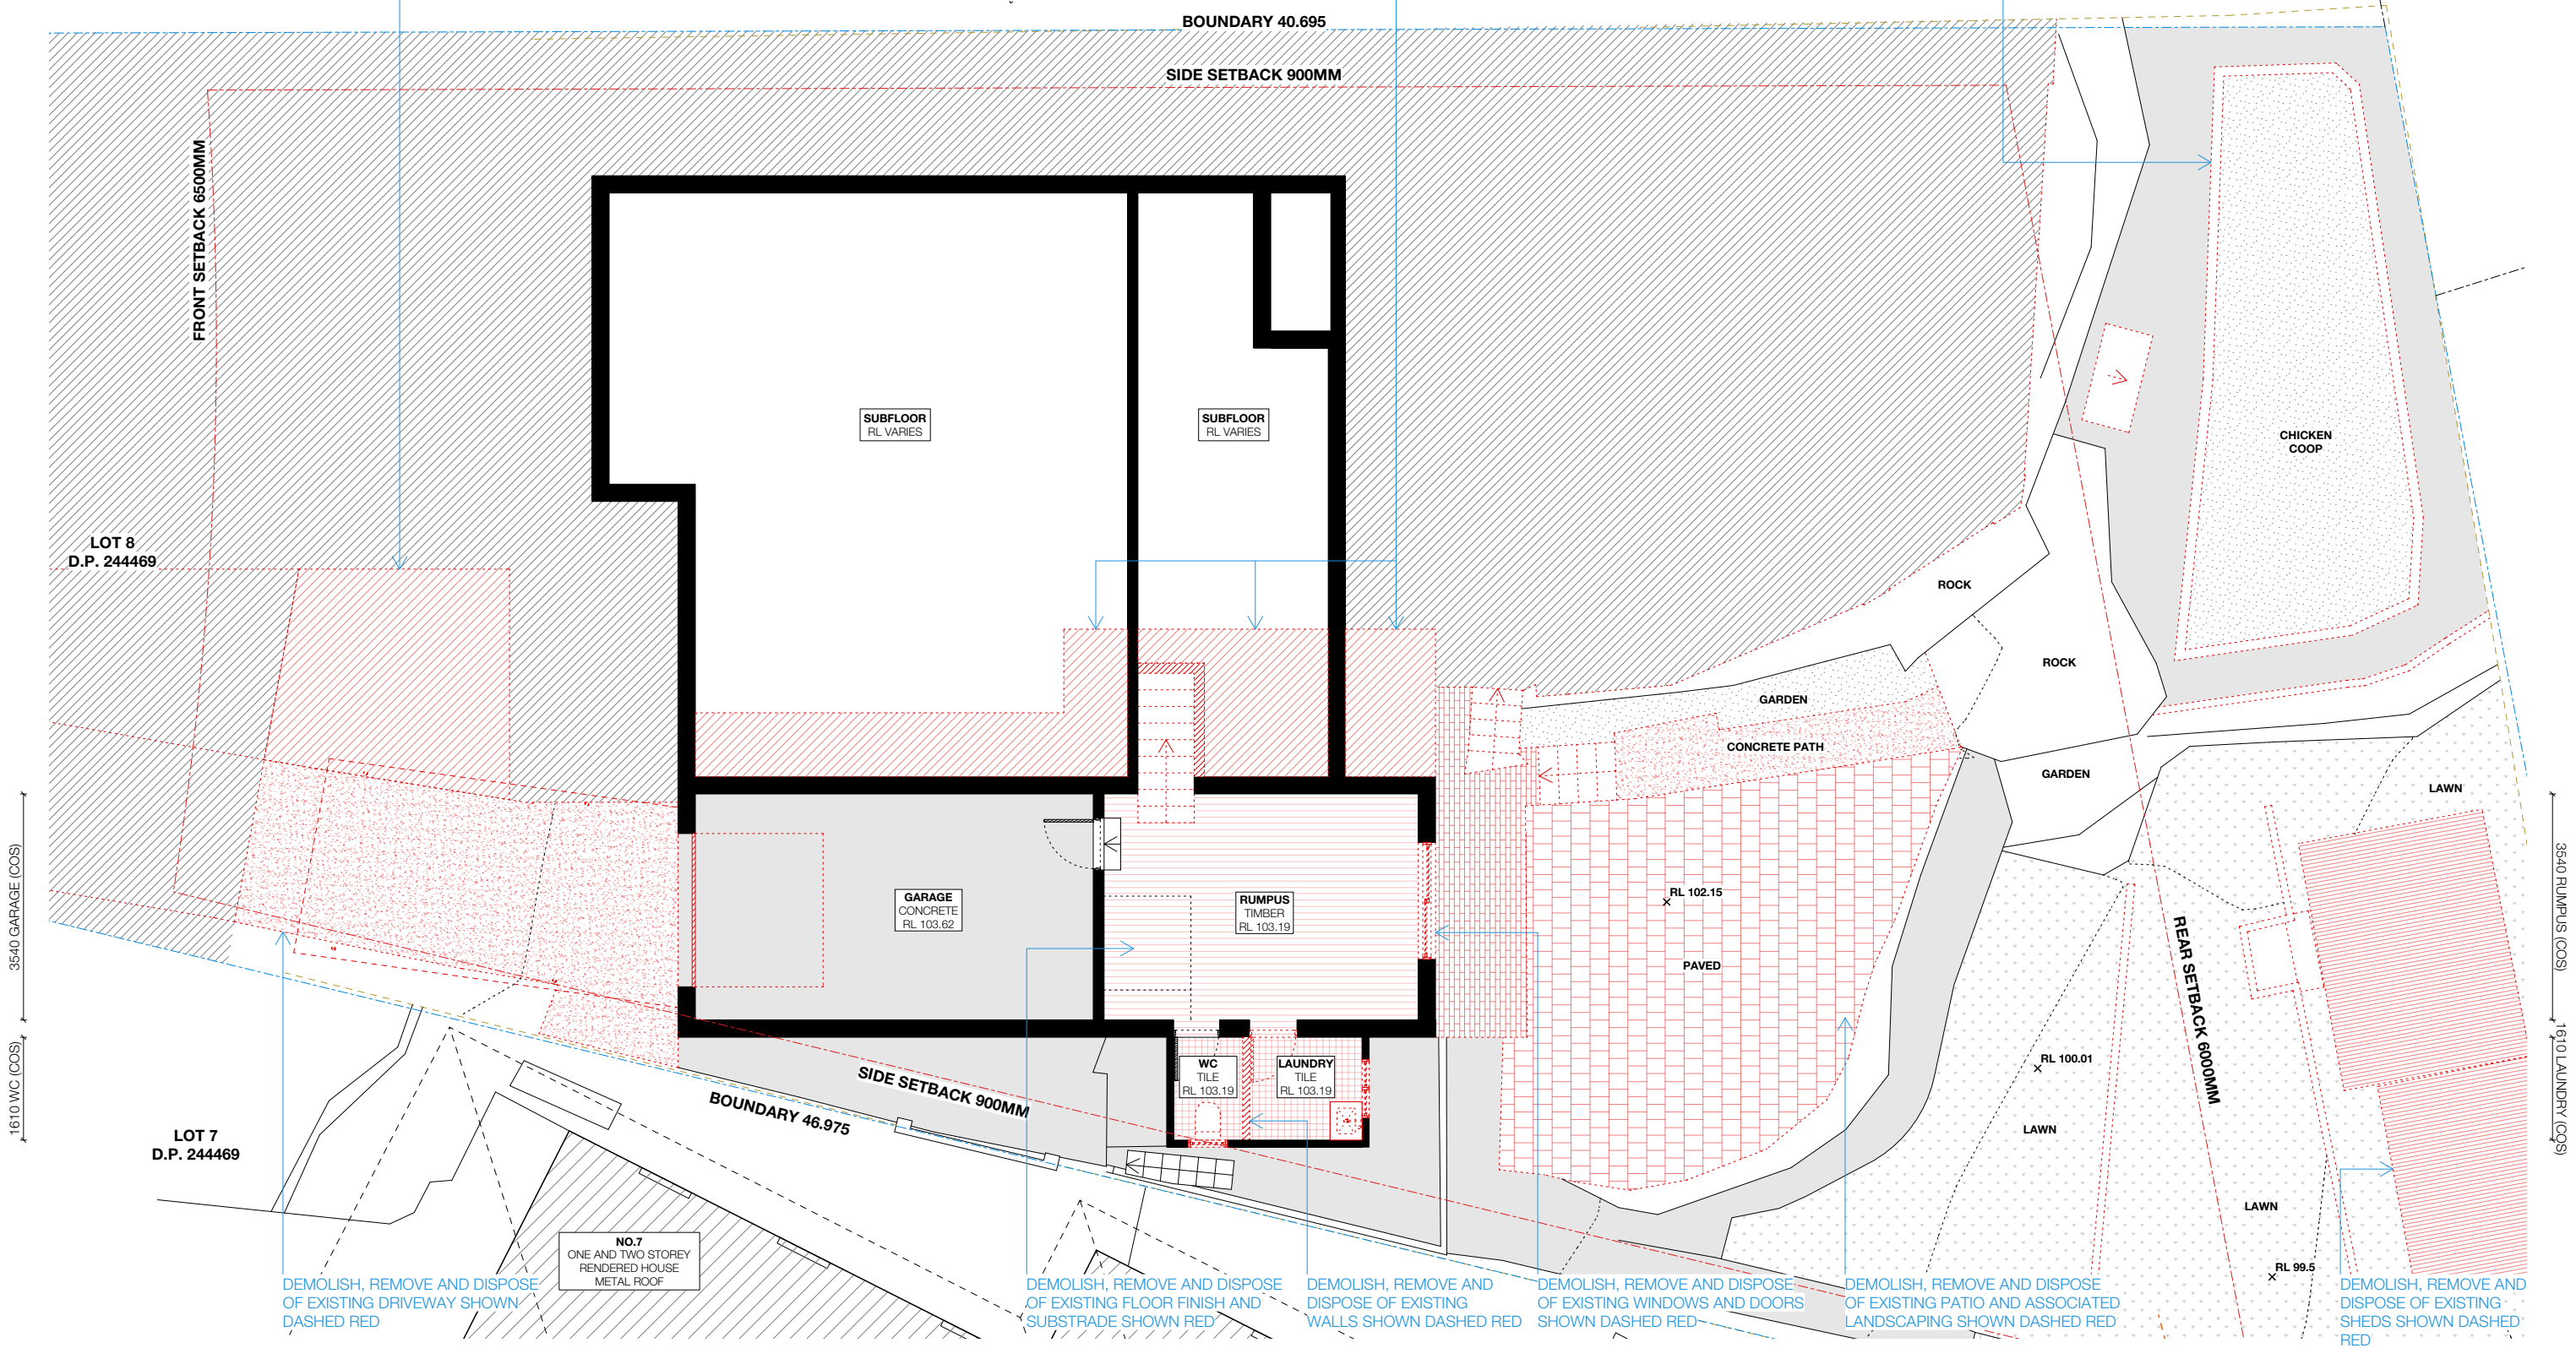 BOUNDARY 40.695
SIDE SETBACK 900MM
FRONT SETBACK 6500MM
SUBFLOOR
RL VARIES
SUBFLOOR
RL VARIES
CHICKEN
COOP
LOT 8
D.P. 244469
ROCK
ROCK
GARDEN
CONCRETE PATH
GARDEN
LAWN
3540 GARAGE (COS)
1610 WC (COS)
3540 RUMPUS (COS)
1610 LAUNDRY (COS)
GARAGE
CONCRETE
RL 103.62
RUMPUS
TIMBER
RL 103.19
RL 102.15
PAVED
REAR SETBACK 6000MM
WC
TILE
RL 103.19
LAUNDRY
TILE
RL 103.19
RL 100.01
SIDE SETBACK 900MM
BOUNDARY 46.975
LAWN
LOT 7
D.P. 244469
LAWN
RL 99.5
NO.7
ONE AND TWO STOREY
RENDERED HOUSE
METAL ROOF
DEMOLISH, REMOVE AND DISPOSE
OF EXISTING DRIVEWAY SHOWN
DASHED RED
DEMOLISH, REMOVE AND DISPOSE
OF EXISTING FLOOR FINISH AND
SUBSTRADE SHOWN RED
DEMOLISH, REMOVE AND
DISPOSE OF EXISTING
WALLS SHOWN DASHED RED
DEMOLISH, REMOVE AND DISPOSE
OF EXISTING WINDOWS AND DOORS
SHOWN DASHED RED
DEMOLISH, REMOVE AND DISPOSE
OF EXISTING PATIO AND ASSOCIATED
LANDSCAPING SHOWN DASHED RED
DEMOLISH, REMOVE AND
DISPOSE OF EXISTING
SHEDS SHOWN DASHED
RED